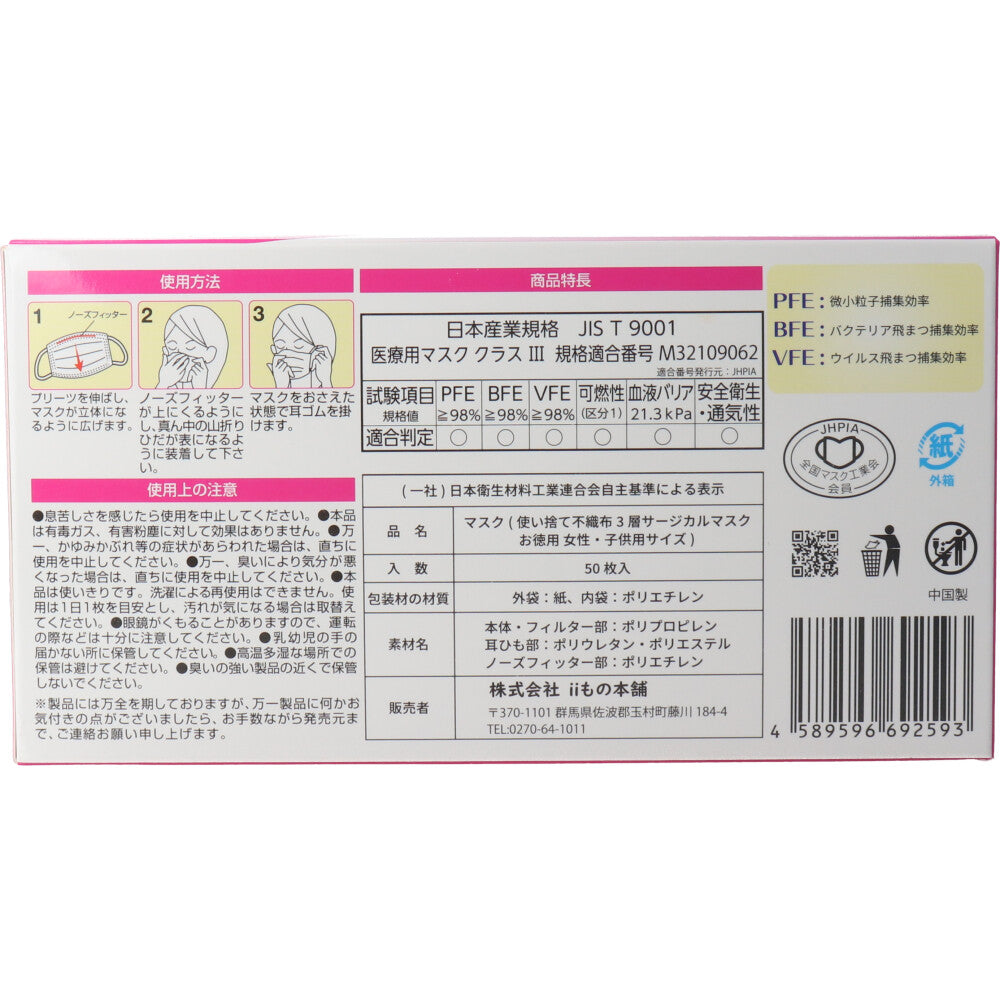 使用方法
1
ノーズフィッター
2
3
プリーツを伸ばし、
マスクが立体にな
るように広げます。
ノーズフィッター
が上にくるように
し、真ん中の山折り
ひだが表になるよう
に装着して下さ
い。
マスクをおさえた
状態で耳ゴムを掛
けます。
使用上の注意
●息苦しさを感じたら使用を中止してください。●本品
は有毒ガス、有害粉塵に対して効果はありません。●万
一、かゆみかぶれ等の症状があらわれた場合は、直ちに
使用を中止してください。●万一、臭いにより気分が悪
くなった場合は、直ちに使用を中止してください。●本
品は使いきりです。洗濯による再使用はできません。使
用は1日1枚を目安とし、汚れが気になる場合は取替え
てください。●眼鏡がくもることがありますので、運転
の際などは十分に注意してください。●乳幼児の手の
届かない所に保管してください。●高温多湿な場所での
保管は避けてください。●臭いの強い製品の近くで保管
しないでください。
※製品には万全を期しておりますが、万一製品に何かお
気付きの点がございましたら、お手数ながら発売元ま
で、ご連絡お願い申し上げます。
商品特長
日本産業規格 JIS T 9001
医療用マスク クラス III 規格適合番号 M32109062
適合番号発行元：JHPIA
試験項目 PFE BFE VFE 可燃性 血液バリア 安全衛生
規格値 ≧98% ≧98% ≧98% (区分1) 21.3kPa ・通気性
適合判定 ○ ○ ○ ○ ○ ○
(一社)日本衛生材料工業連合会自主基準による表示
品名 マスク(使い捨て不織布3層サージカルマスク
お徳用 女性・子供用サイズ)
入数 50枚入
包装材の材質 外袋：紙、内袋：ポリエチレン
素材名 本体・フィルター部：ポリプロピレン
耳ひも部：ポリウレタン・ポリエステル
ノーズフィッター部：ポリエチレン
販売者 株式会社 iiもの本舗
〒370-1101 群馬県佐波郡玉村町藤川 184-4
TEL:0270-64-1011
PFE：微小粒子捕集効率
BFE：バクテリア飛まつ捕集効率
VFE：ウイルス飛まつ捕集効率
JHPIA
全国マスク工業会
会員
紙
外箱
中国製
4 589596 692593